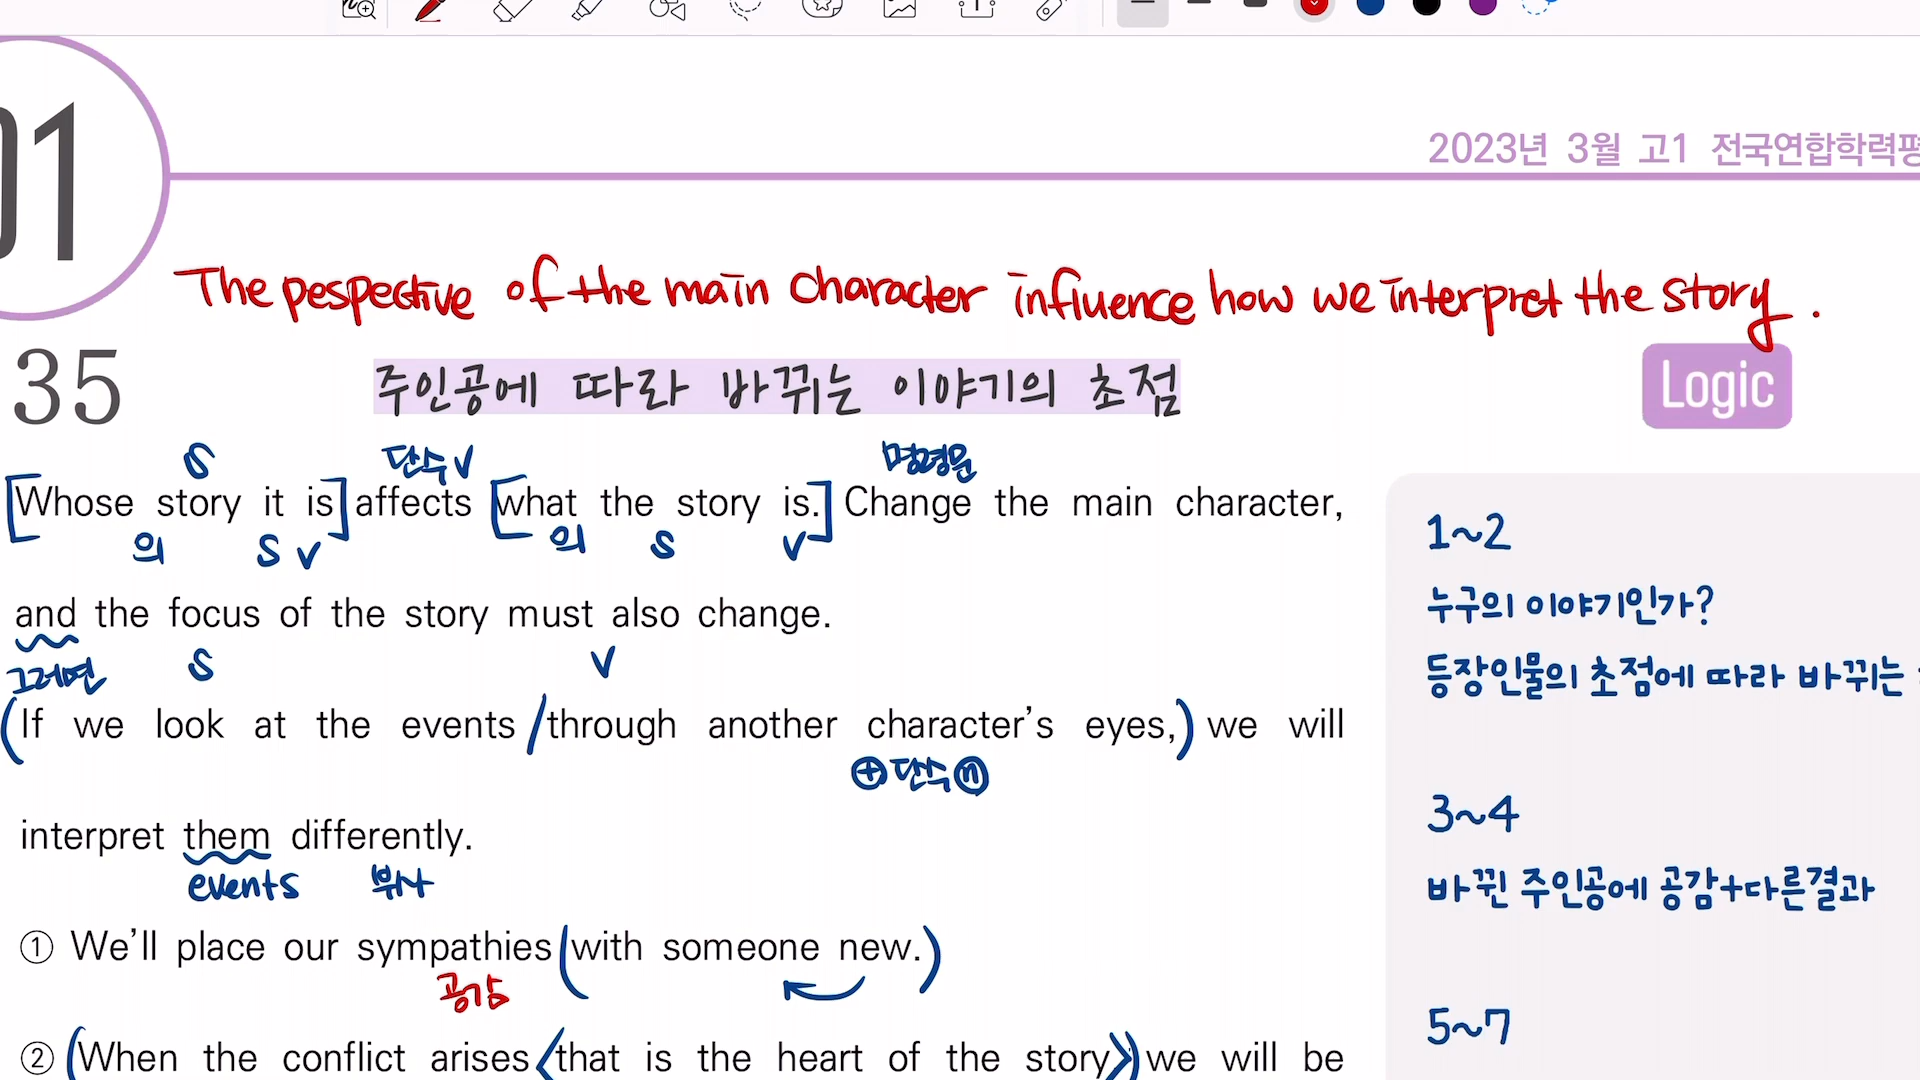 01
2023년 3월 고1 전국연합학력평
The pespective of the main character influence how we interpret the story.
35
주인공에 따라 바뀌는 이야기의 초점
Logic
S 단수 V 명령문
[Whose story it is] affects [what the story is.] Change the main character,
의 S V 의 S V
and the focus of the story must also change.
그러면 S V
(If we look at the events / through another character's eyes,) we will
⊕ 단수 ⓝ
interpret them differently.
events 부사
① We'll place our sympathies (with someone new.)
공감
② (When the conflict arises <that is the heart of the story>) we will be
1~2
누구의 이야기인가?
등장인물의 초점에 따라 바뀌는
3~4
바뀐 주인공에 공감+다른결과
5~7